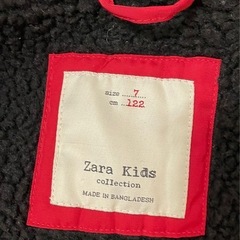 size ..... 7 .....
cm ..... 122
Zara Kids
collection
MADE IN BANGLADESH